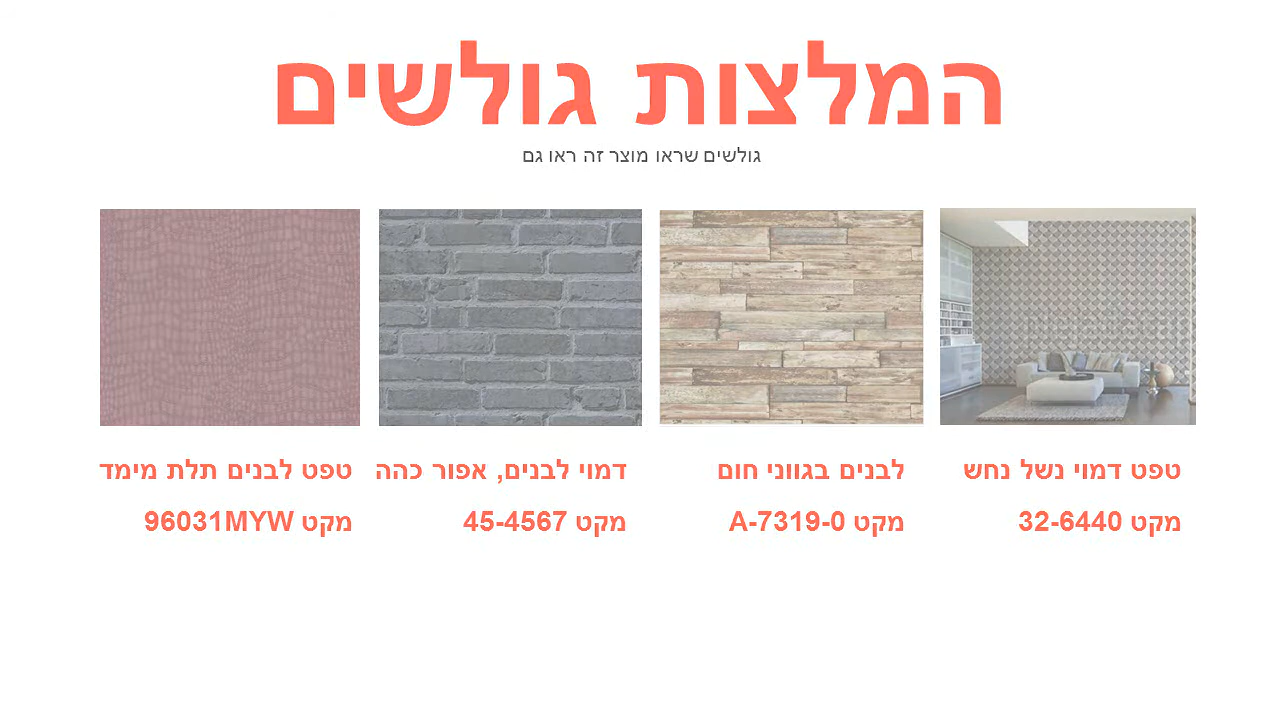 המלצות גולשים
גולשים שראו מוצר זה ראו גם
טפט דמוי נשל נחש
מקט 32-6440
לבנים בגווני חום
מקט A-7319-0
דמוי לבנים, אפור כהה
מקט 45-4567
טפט לבנים תלת מימד
מקט 96031MYW